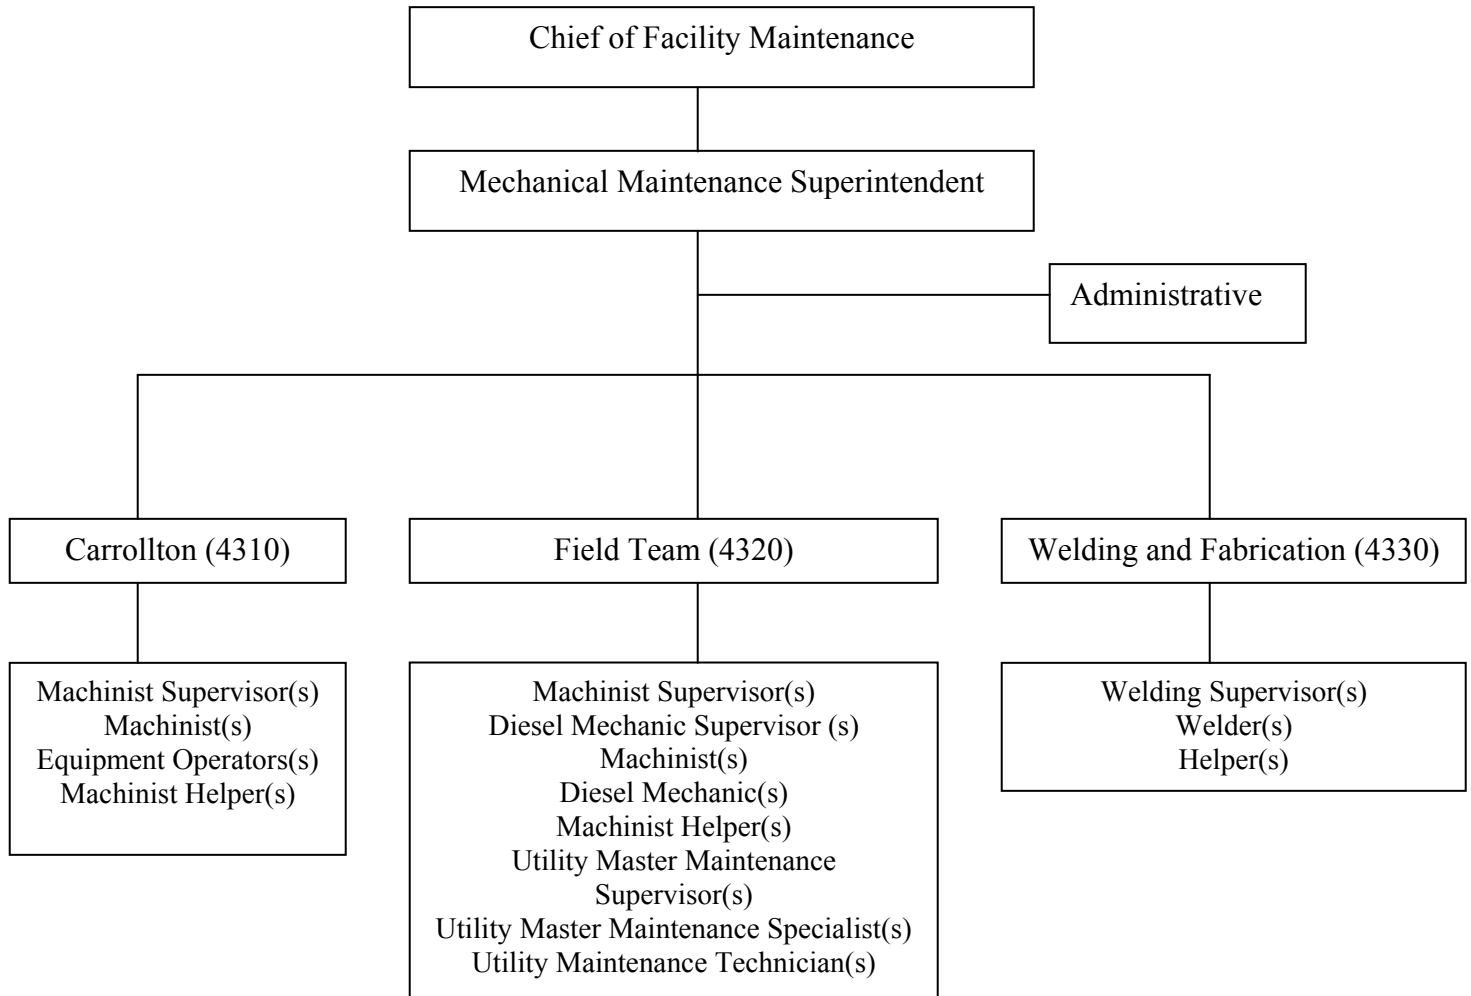 Chief of Facility Maintenance
Mechanical Maintenance Superintendent
Administrative
Carrollton (4310)
Field Team (4320)
Welding and Fabrication (4330)
Machinist Supervisor(s)
Machinist(s)
Equipment Operators(s)
Machinist Helper(s)
Machinist Supervisor(s)
Diesel Mechanic Supervisor (s)
Machinist(s)
Diesel Mechanic(s)
Machinist Helper(s)
Utility Master Maintenance
Supervisor(s)
Utility Master Maintenance Specialist(s)
Utility Maintenance Technician(s)
Welding Supervisor(s)
Welder(s)
Helper(s)